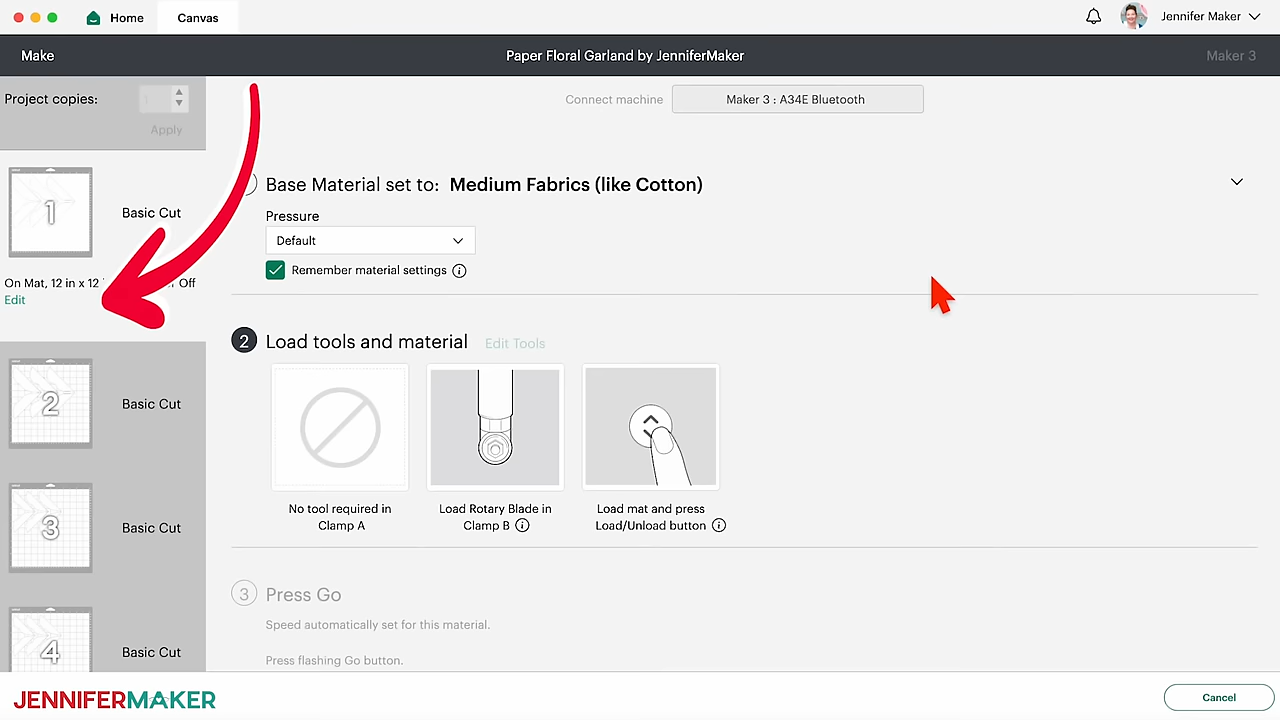 Home
Canvas
Jennifer Maker
Make
Paper Floral Garland by JenniferMaker
Maker 3
Project copies:
1
Apply
Connect machine
Maker 3 : A34E Bluetooth
1
Basic Cut
On Mat, 12 in x 12
Off
Edit
2
Basic Cut
3
Basic Cut
4
Basic Cut
Base Material set to: Medium Fabrics (like Cotton)
Pressure
Default
Remember material settings
2 Load tools and material
Edit Tools
No tool required in
Clamp A
Load Rotary Blade in
Clamp B
Load mat and press
Load/Unload button
3 Press Go
Speed automatically set for this material.
Press flashing Go button.
JENNIFERMAKER
Cancel